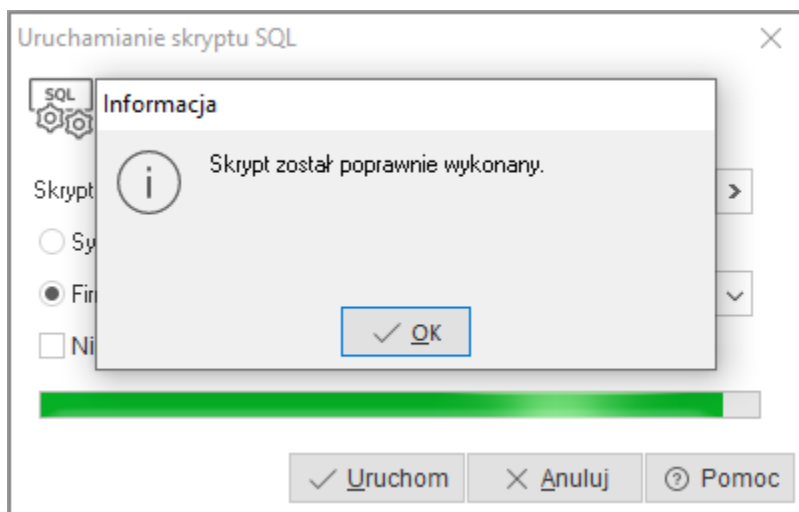 Uruchamianie skryptu SQL
SQL
Informacja
Skrypt został poprawnie wykonany.
Skrypt
OK
Uruchom
Anuluj
Pomoc